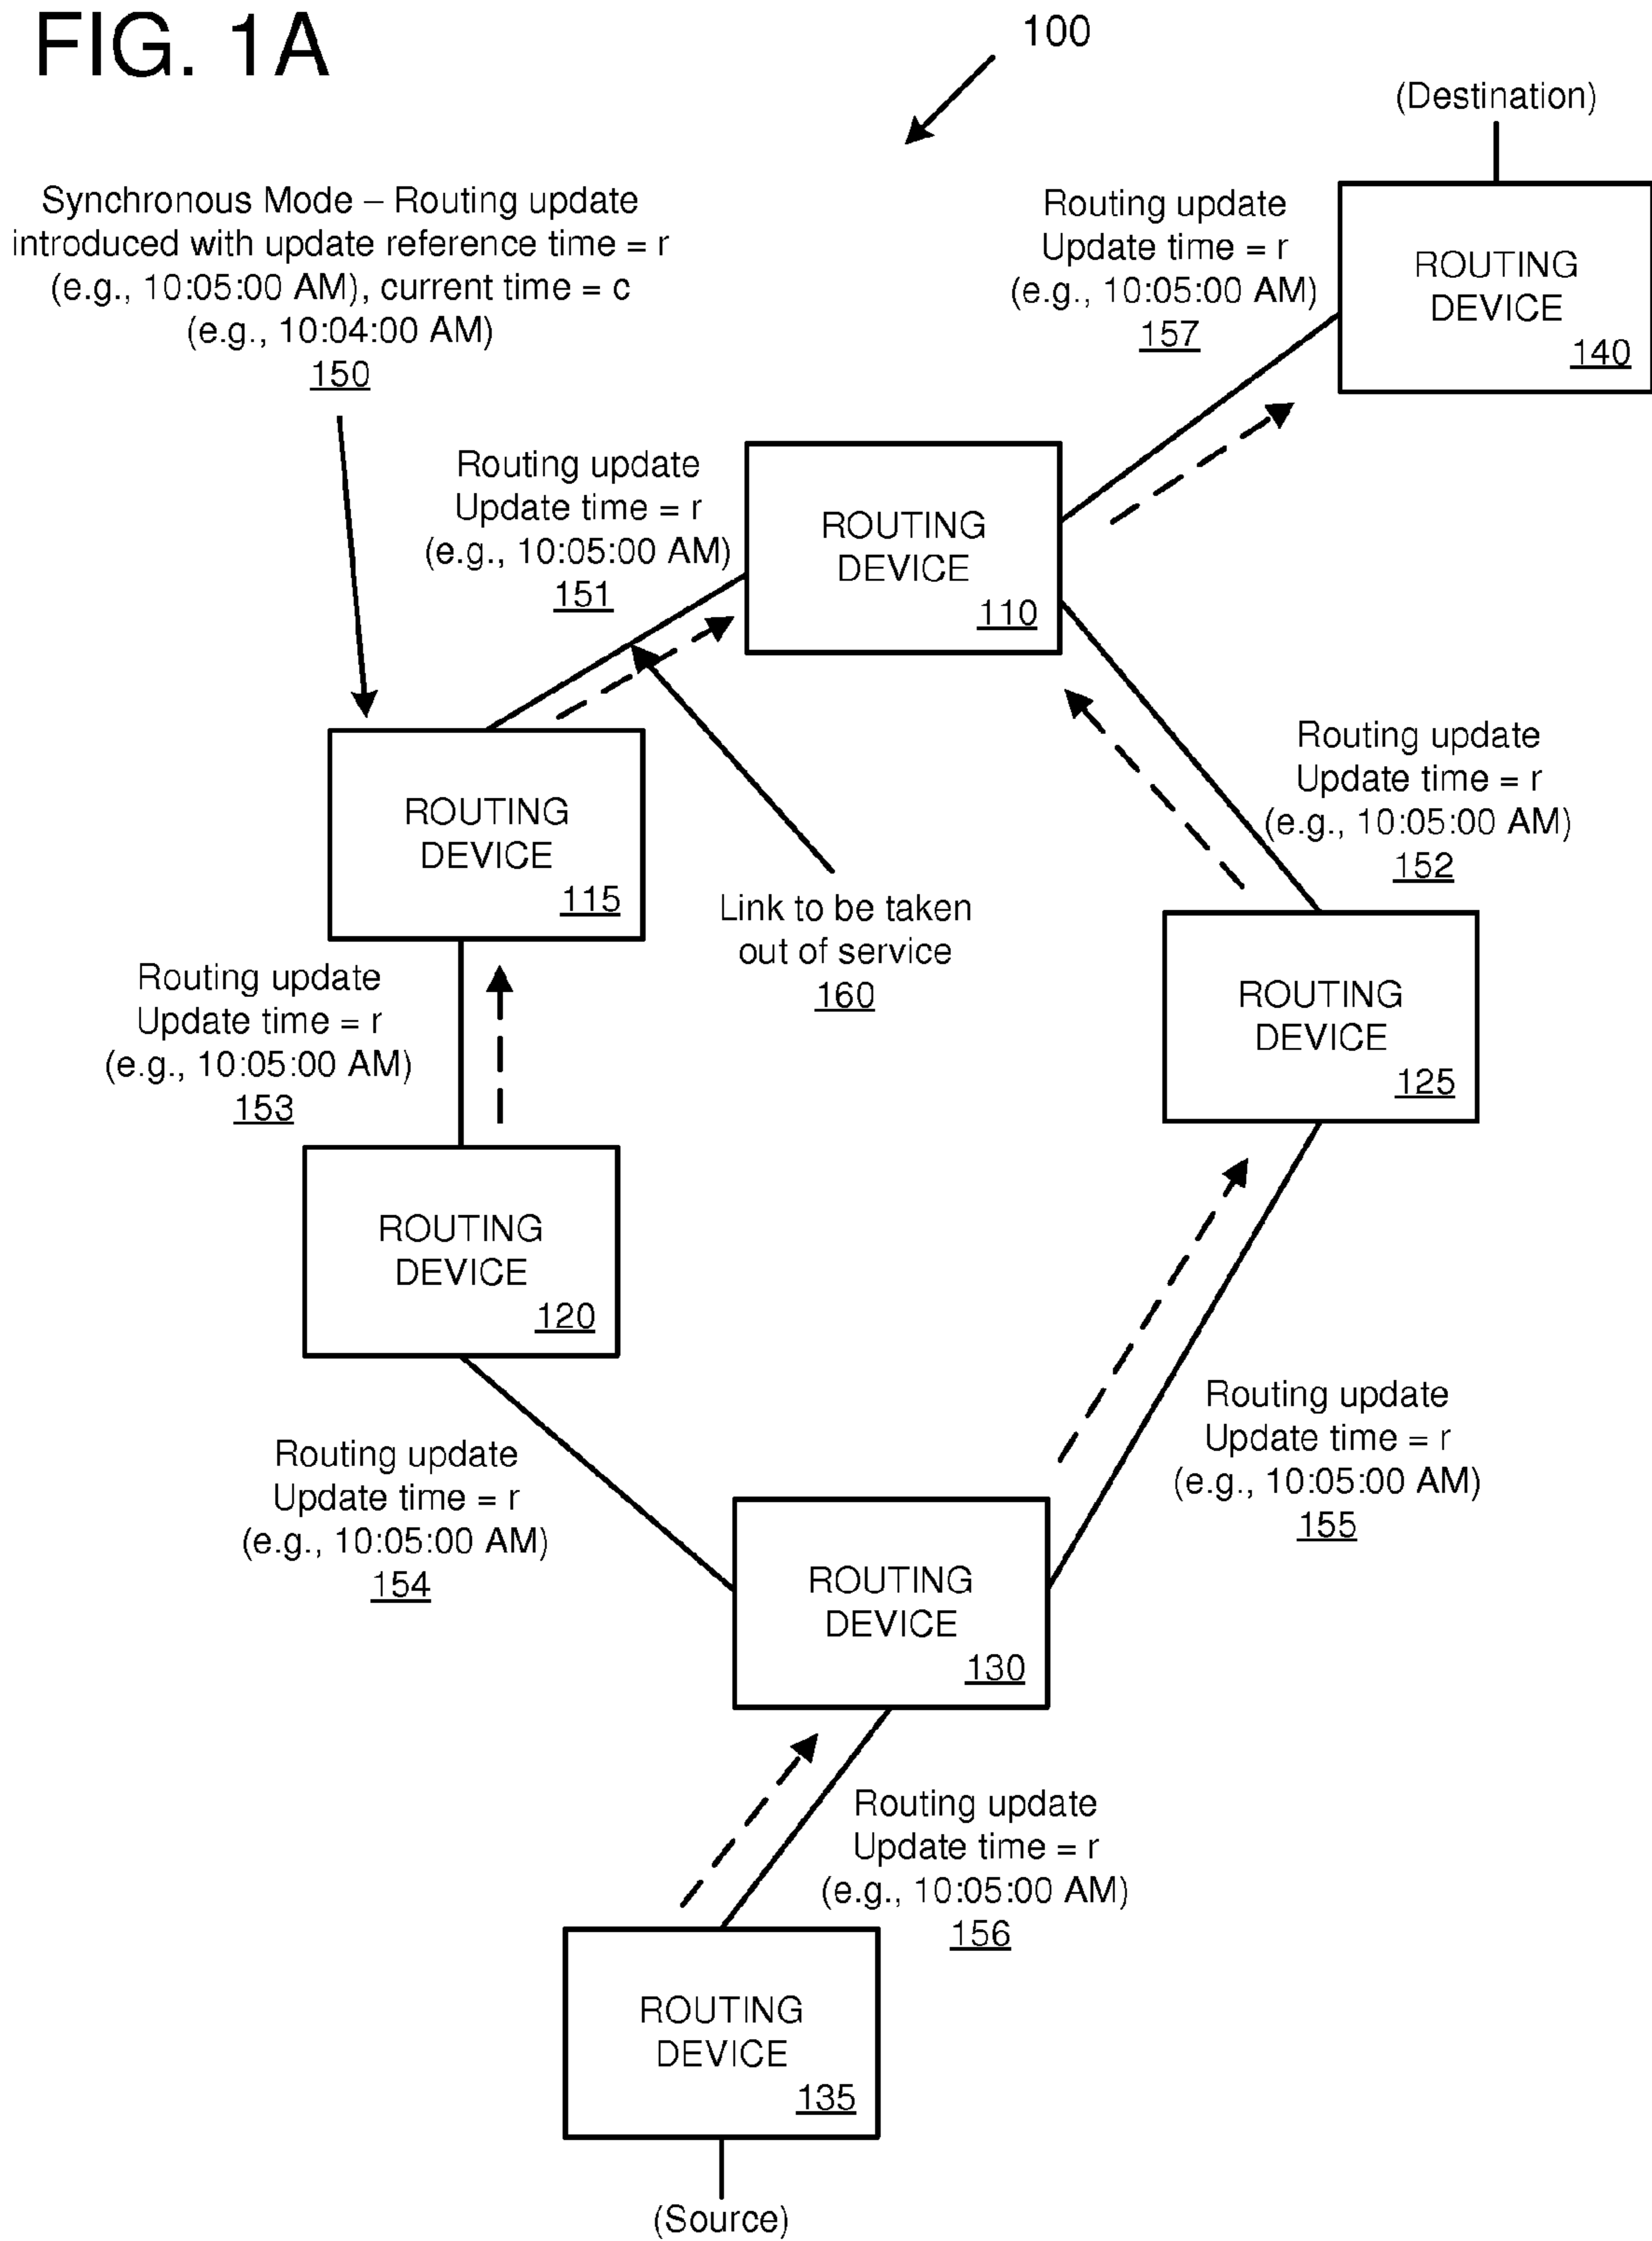 FIG. 1A
100
(Destination)
Synchronous Mode – Routing update
introduced with update reference time = r
(e.g., 10:05:00 AM), current time = c
(e.g., 10:04:00 AM)
150
Routing update
Update time = r
(e.g., 10:05:00 AM)
157
ROUTING
DEVICE
140
Routing update
Update time = r
(e.g., 10:05:00 AM)
151
ROUTING
DEVICE
110
Routing update
Update time = r
(e.g., 10:05:00 AM)
152
ROUTING
DEVICE
115
Link to be taken
out of service
160
Routing update
Update time = r
(e.g., 10:05:00 AM)
153
ROUTING
DEVICE
125
ROUTING
DEVICE
120
Routing update
Update time = r
(e.g., 10:05:00 AM)
155
Routing update
Update time = r
(e.g., 10:05:00 AM)
154
ROUTING
DEVICE
130
Routing update
Update time = r
(e.g., 10:05:00 AM)
156
ROUTING
DEVICE
135
(Source)